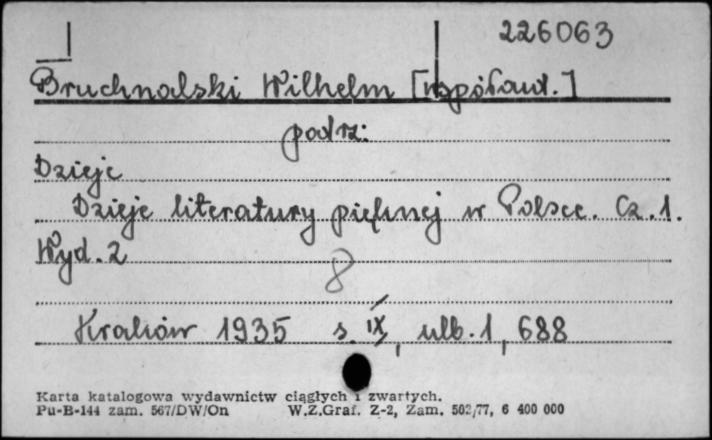 226063
Bruchnalski Wilhelm [współaut.]
patrz:
Dzieje
Dzieje literatury pięknej w Polsce. Cz. 1.
Wyd. 2
8
Kraków 1935 s. IX, nlb. 1, 688
Karta katalogowa wydawnictw ciągłych i zwartych.
Pu-B-144 zam. 567/DW/On W.Z.Graf. Z-2, Zam. 502/77, 6 400 000